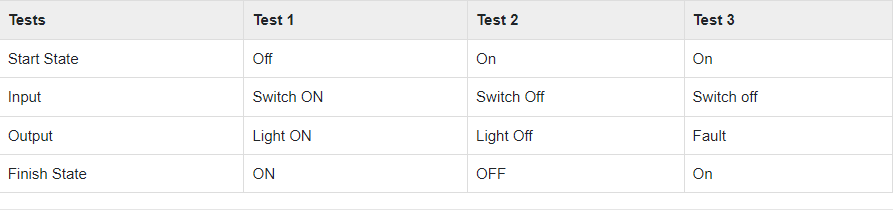 Tests Test 1 Test 2 Test 3
Start State Off On On
Input Switch ON Switch Off Switch off
Output Light ON Light Off Fault
Finish State ON OFF On